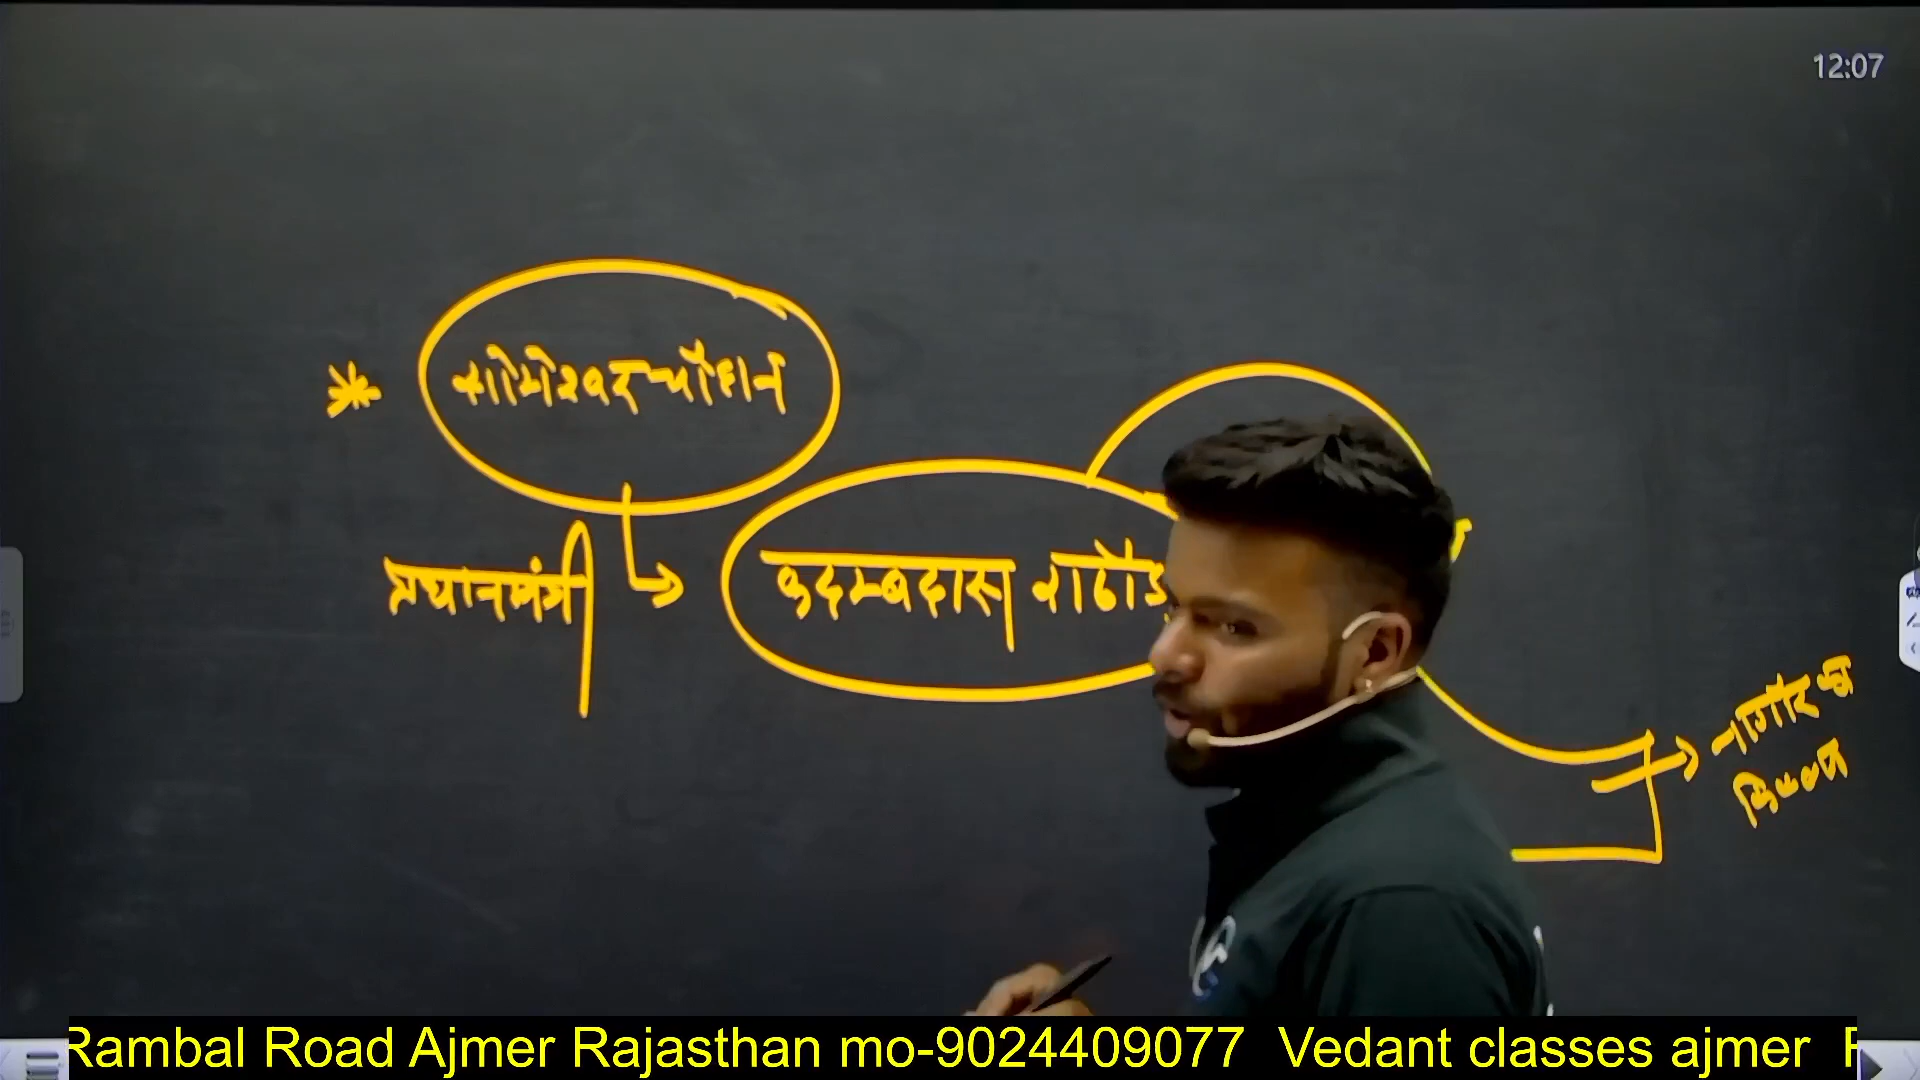 12:07
* सोमेश्वर चौहान
प्रधानमंत्री
कदम्बदास राठौड
नागौर का
Rambal Road Ajmer Rajasthan mo-9024409077 Vedant classes ajmer